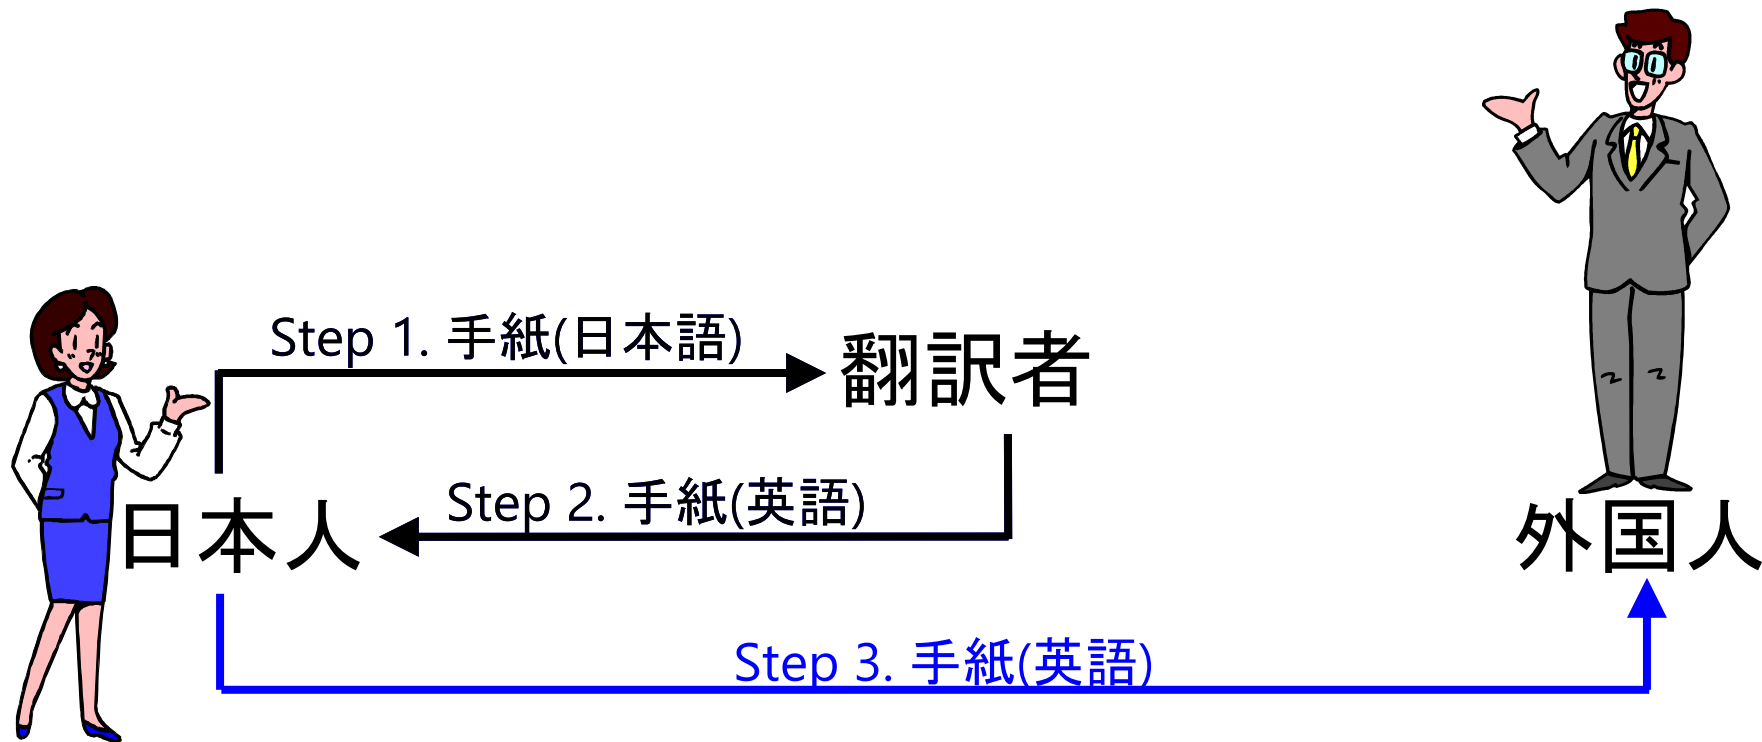 Step 1. 手紙(日本語)
翻訳者
Step 2. 手紙(英語)
日本人
外国人
Step 3. 手紙(英語)